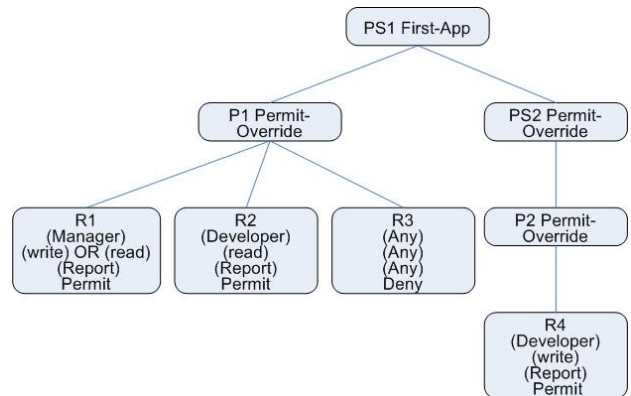 PS1 First-App
P1 Permit-
Override
PS2 Permit-
Override
R1
(Manager)
(write) OR (read)
(Report)
Permit
R2
(Developer)
(read)
(Report)
Permit
R3
(Any)
(Any)
(Any)
Deny
P2 Permit-
Override
R4
(Developer)
(write)
(Report)
Permit